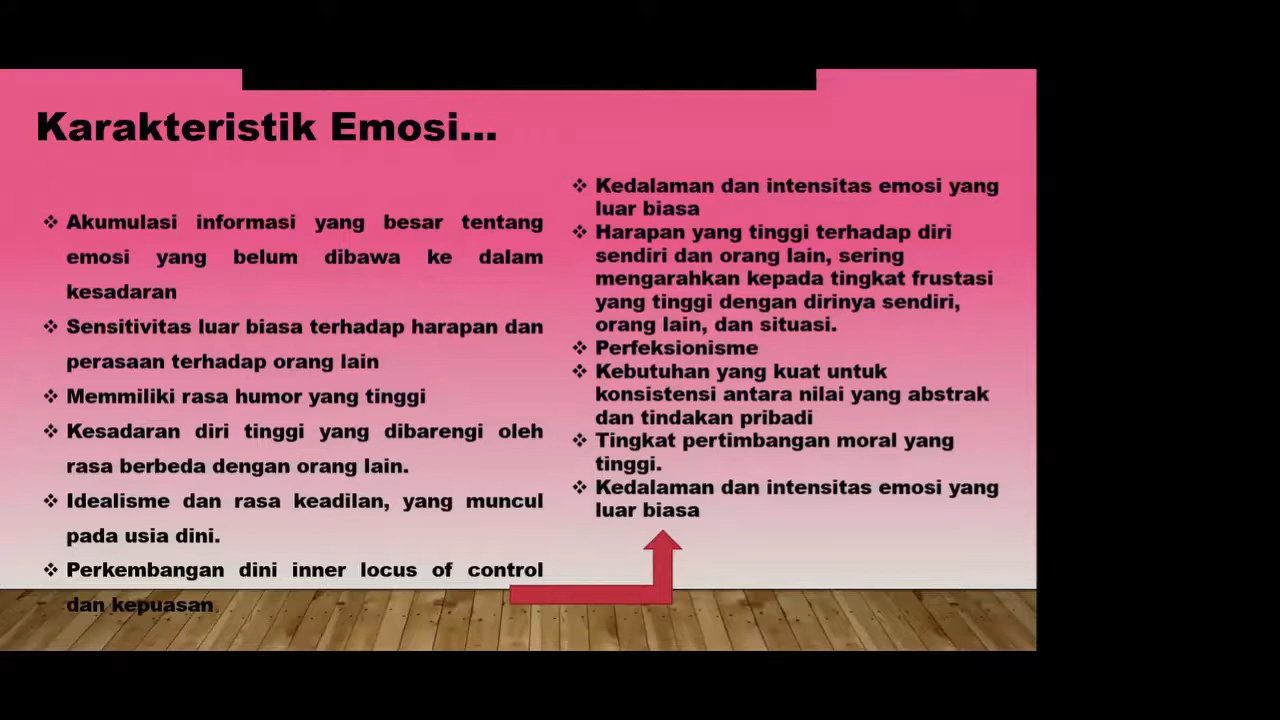 Karakteristik Emosi...
❖ Akumulasi informasi yang besar tentang
emosi yang belum dibawa ke dalam
kesadaran
❖ Sensitivitas luar biasa terhadap harapan dan
perasaan terhadap orang lain
❖ Memmiliki rasa humor yang tinggi
❖ Kesadaran diri tinggi yang dibarengi oleh
rasa berbeda dengan orang lain.
❖ Idealisme dan rasa keadilan, yang muncul
pada usia dini.
❖ Perkembangan dini inner locus of control
dan kepuasan
❖ Kedalaman dan intensitas emosi yang
luar biasa
❖ Harapan yang tinggi terhadap diri
sendiri dan orang lain, sering
mengarahkan kepada tingkat frustasi
yang tinggi dengan dirinya sendiri,
orang lain, dan situasi.
❖ Perfeksionisme
❖ Kebutuhan yang kuat untuk
konsistensi antara nilai yang abstrak
dan tindakan pribadi
❖ Tingkat pertimbangan moral yang
tinggi.
❖ Kedalaman dan intensitas emosi yang
luar biasa